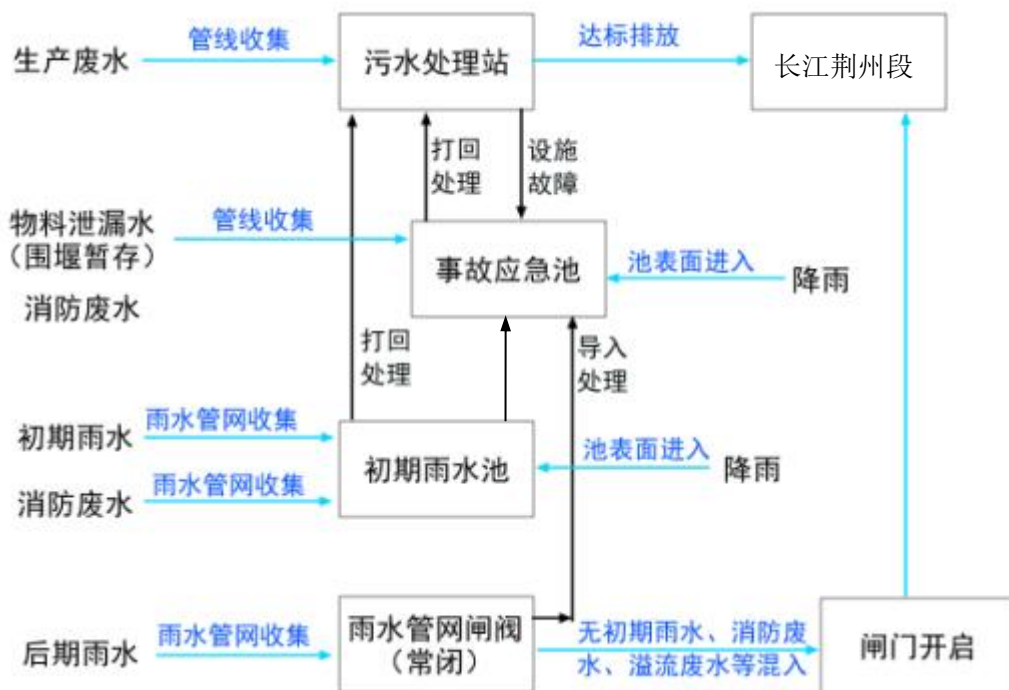 生产废水
管线收集
污水处理站
达标排放
长江荆州段
打回
处理
设施
故障
物料泄漏水
（围堰暂存）
消防废水
管线收集
事故应急池
池表面进入
降雨
打回
处理
导入
处理
初期雨水
雨水管网收集
消防废水
雨水管网收集
初期雨水池
池表面进入
降雨
后期雨水
雨水管网收集
雨水管网闸阀
（常闭）
无初期雨水、消防废
水、溢流废水等混入
闸门开启